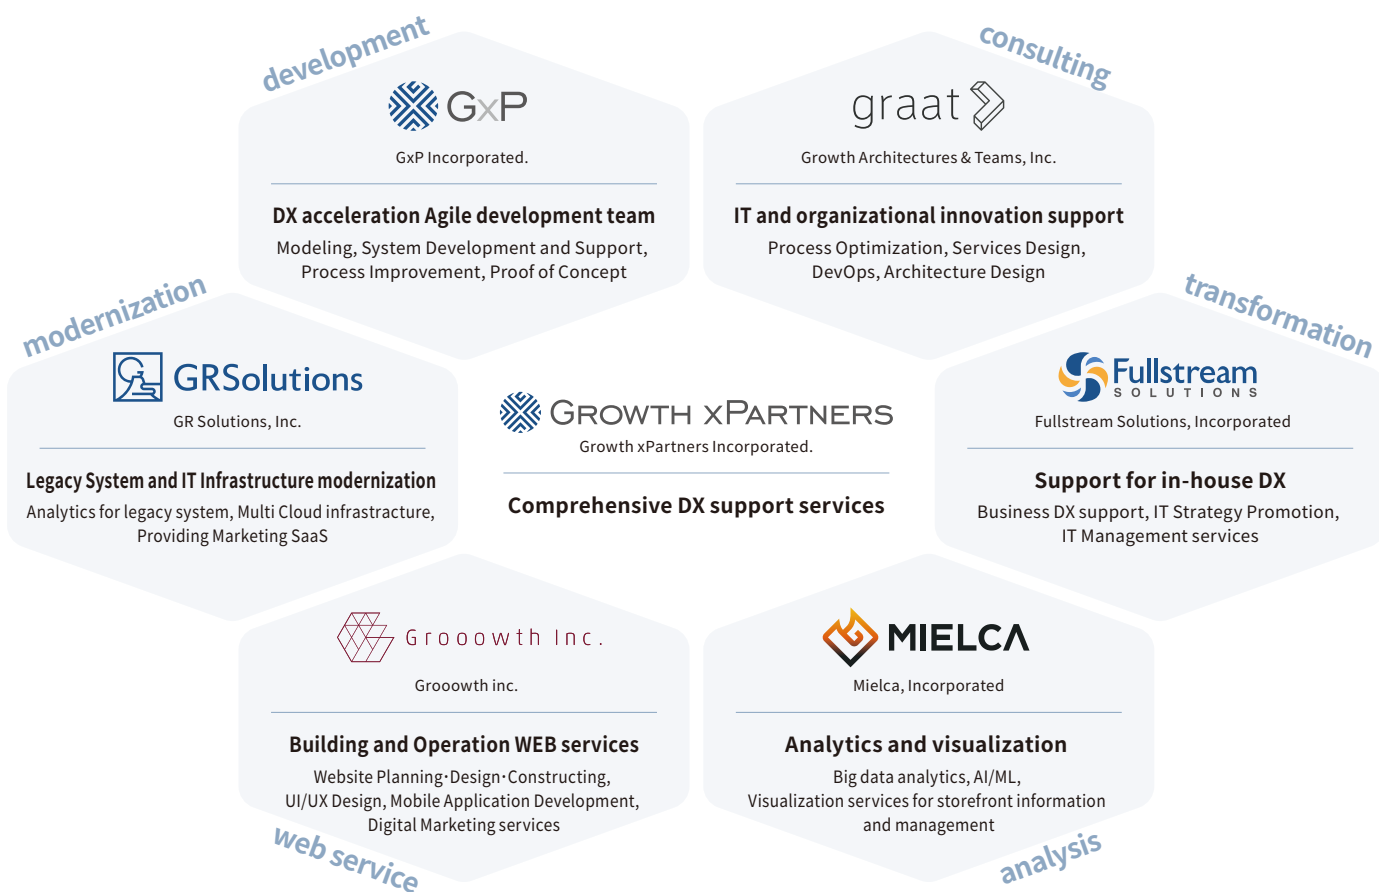 development
GxP
GxP Incorporated.
DX acceleration Agile development team
Modeling, System Development and Support,
Process Improvement, Proof of Concept
consulting
graat
Growth Architectures & Teams, Inc.
IT and organizational innovation support
Process Optimization, Services Design,
DevOps, Architecture Design
modernization
GRSolutions
GR Solutions, Inc.
Legacy System and IT Infrastructure modernization
Analytics for legacy system, Multi Cloud infrastracture,
Providing Marketing SaaS
GROWTH XPARTNERS
Growth xPartners Incorporated.
Comprehensive DX support services
transformation
Fullstream
SOLUTIONS
Fullstream Solutions, Incorporated
Support for in-house DX
Business DX support, IT Strategy Promotion,
IT Management services
Grooowth Inc.
Grooowth inc.
Building and Operation WEB services
Website Planning·Design·Constructing,
UI/UX Design, Mobile Application Development,
Digital Marketing services
web service
MIELCA
Mielca, Incorporated
Analytics and visualization
Big data analytics, AI/ML,
Visualization services for storefront information
and management
analysis